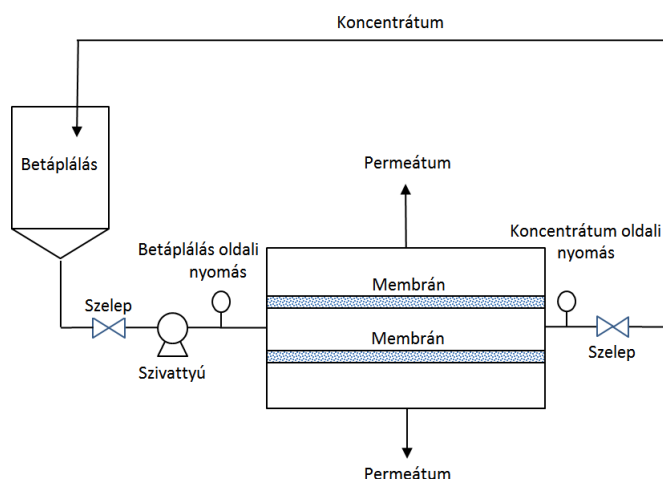 Koncentrátum
Betáplálás
Permeátum
Betáplálás oldali
nyomás
Koncentrátum oldali
nyomás
Szelep
Membrán
Membrán
Szivattyú
Szelep
Permeátum